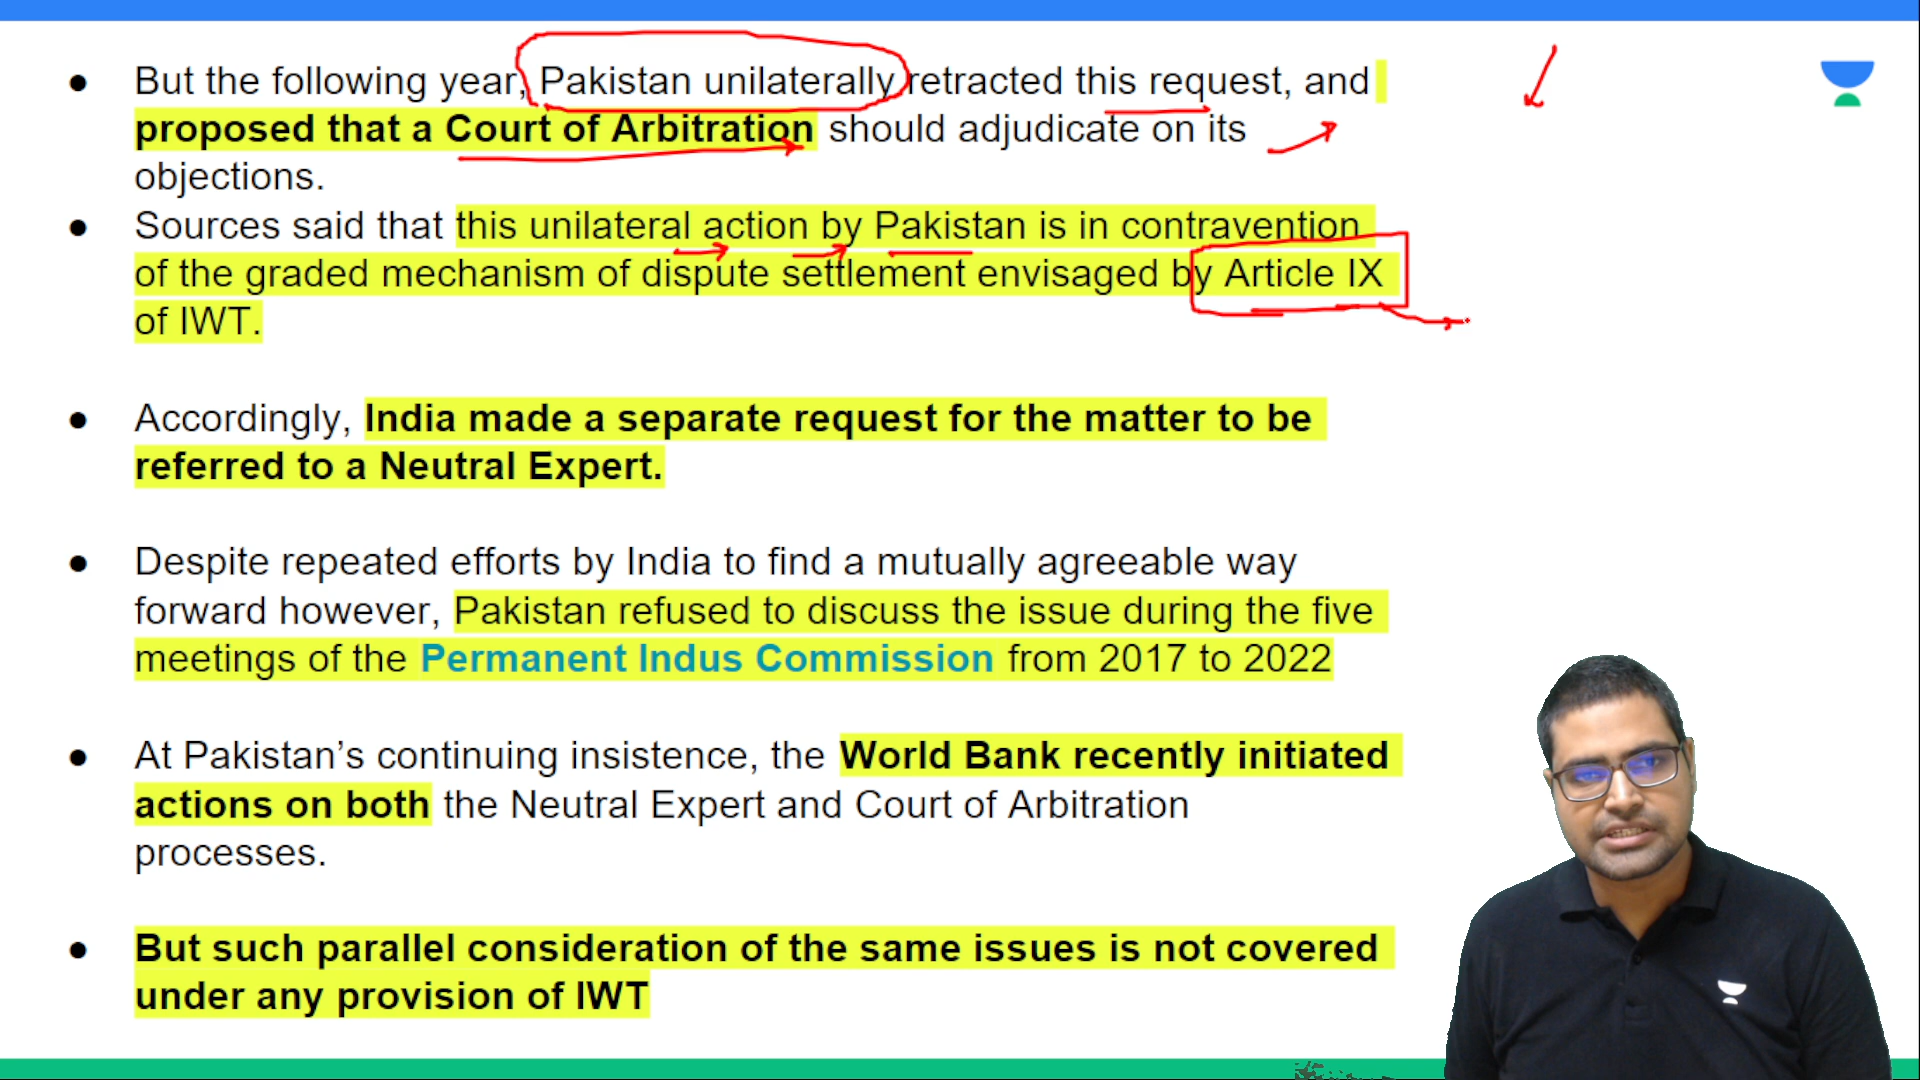 But the following year, Pakistan unilaterally retracted this request, and
proposed that a Court of Arbitration should adjudicate on its
objections.
Sources said that this unilateral action by Pakistan is in contravention
of the graded mechanism of dispute settlement envisaged by Article IX
of IWT.
Accordingly, India made a separate request for the matter to be
referred to a Neutral Expert.
Despite repeated efforts by India to find a mutually agreeable way
forward however, Pakistan refused to discuss the issue during the five
meetings of the Permanent Indus Commission from 2017 to 2022
At Pakistan’s continuing insistence, the World Bank recently initiated
actions on both the Neutral Expert and Court of Arbitration
processes.
But such parallel consideration of the same issues is not covered
under any provision of IWT